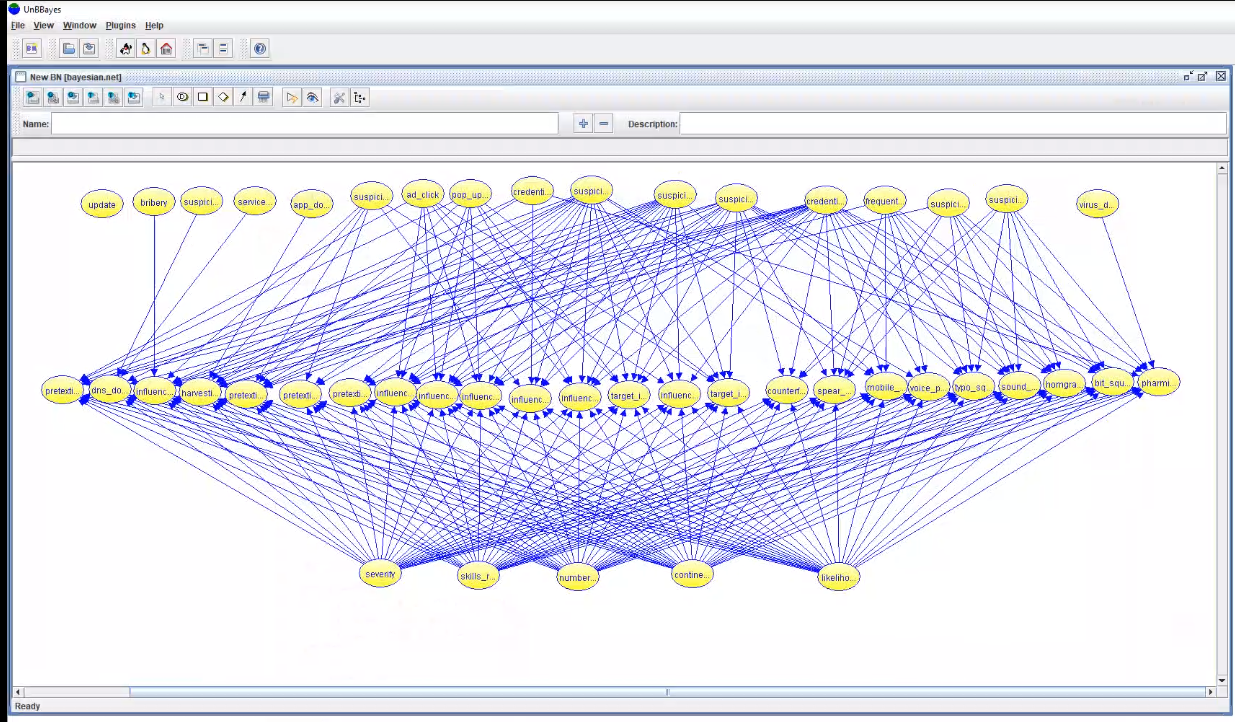 UnBBayes
File View Window Plugins Help
New BN [bayesian.net]
Name: Description:
update bribery suspici... service... app_do... suspici... ad_click pop_up... credenti... suspici... suspici... suspici... credenti... frequent... suspici... suspici... virus_d...
pretexti... dns_do... influenc... harvesti... pretexti... pretexti... pretexti... influenc influenc... influenc... influenc... influenc... target_i... influenc... target_i... counterf... spear_... mobile_ voice_p... typo_sq... sound_... homgra... bit_squ... pharmi...
severity skills_r... number... contine... likeliho...
Ready